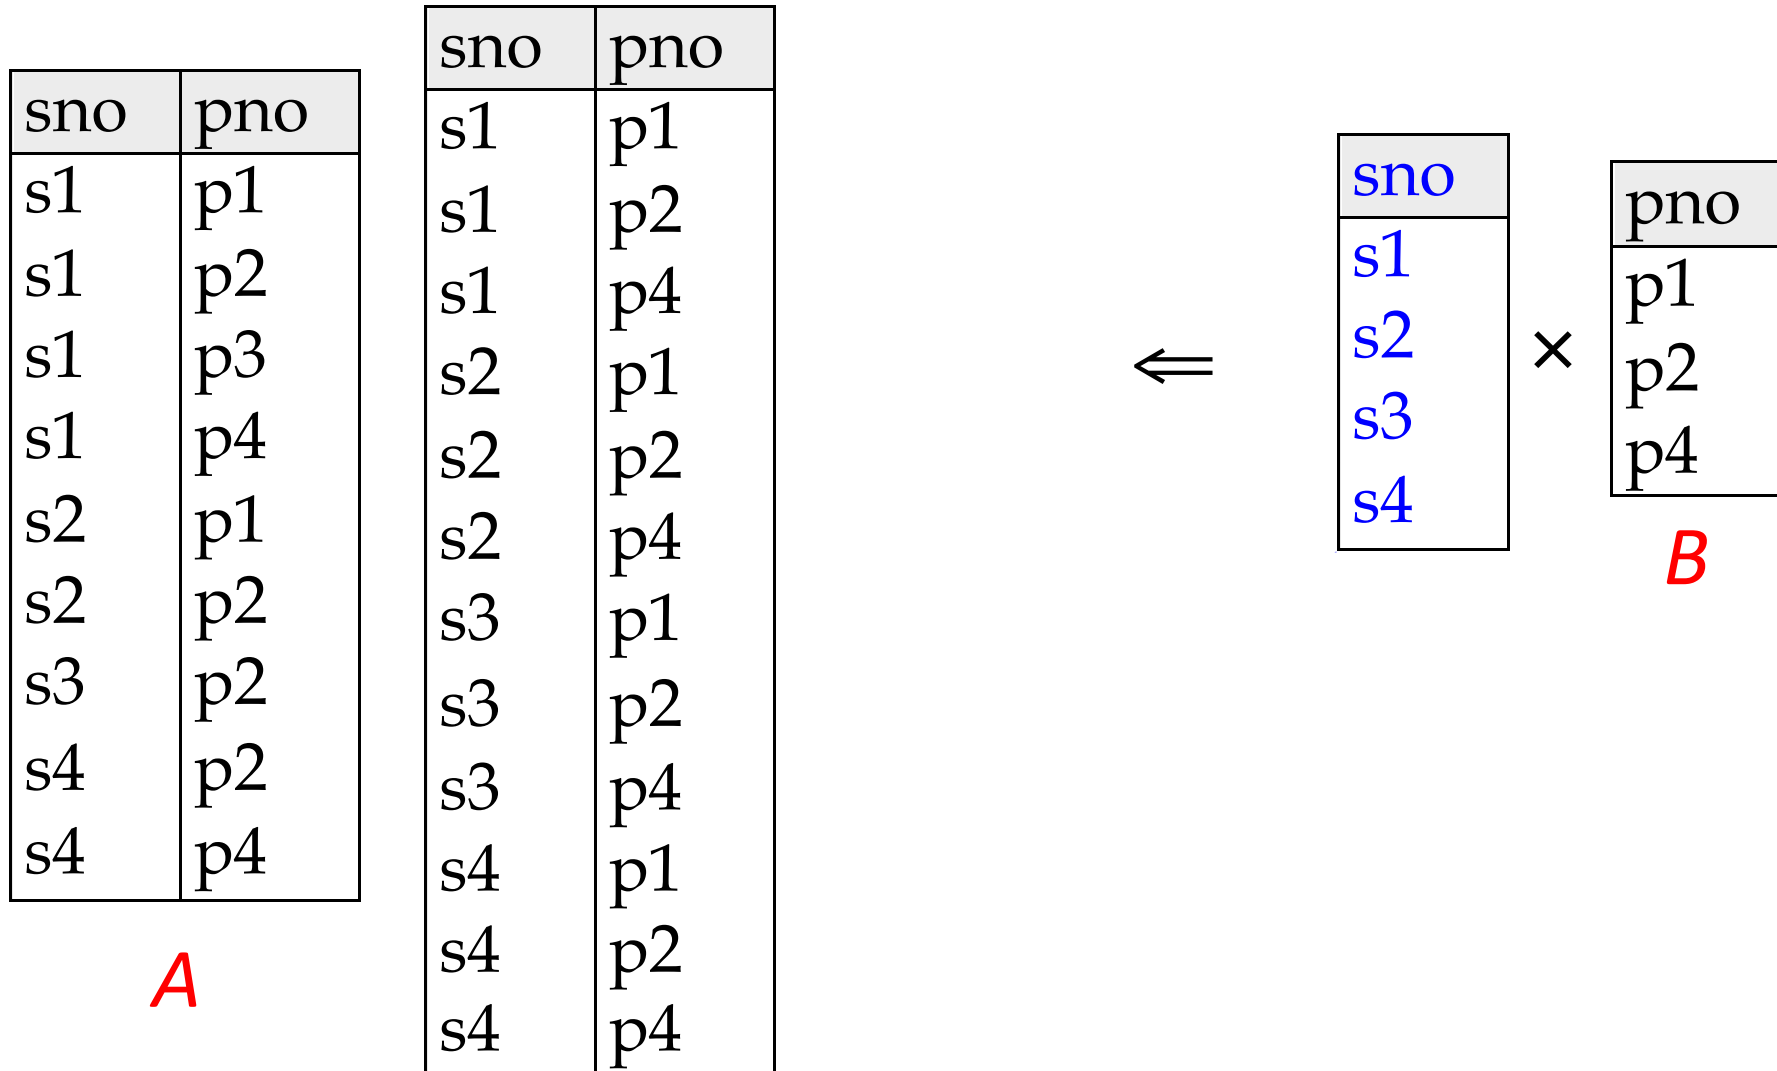 sno pno
s1 p1
s1 p2
s1 p3
s1 p4
s2 p1
s2 p2
s3 p2
s4 p2
s4 p4
A
sno pno
s1 p1
s1 p2
s1 p4
s2 p1
s2 p2
s2 p4
s3 p1
s3 p2
s3 p4
s4 p1
s4 p2
s4 p4
⇐
sno
s1
s2
s3
s4
×
pno
p1
p2
p4
B